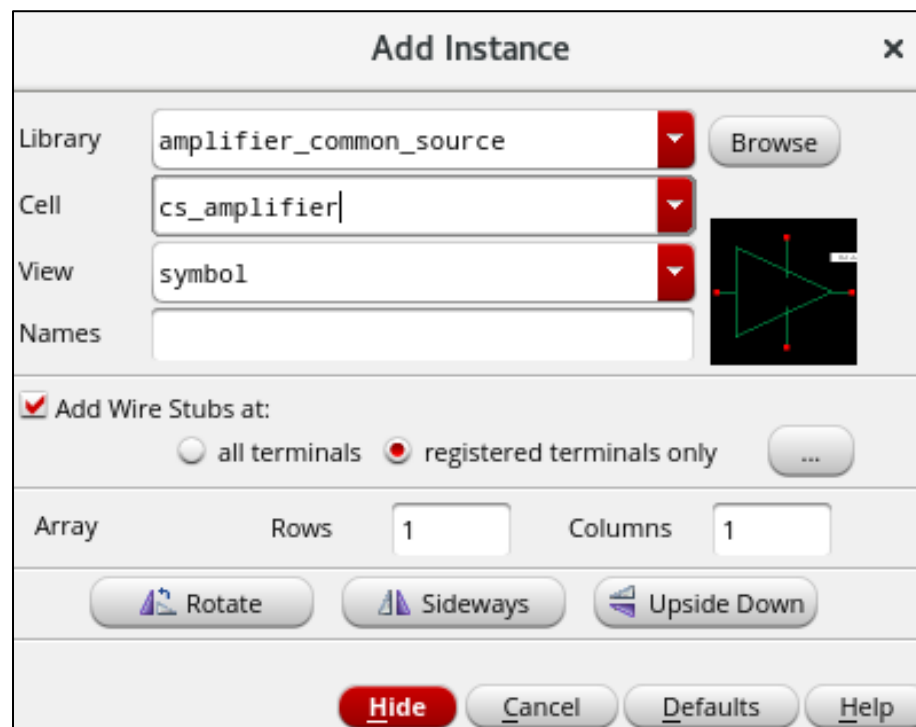 Add Instance
Library amplifier_common_source Browse
Cell cs_amplifier
View symbol
Names
Add Wire Stubs at:
all terminals registered terminals only ...
Array Rows 1 Columns 1
Rotate Sideways Upside Down
Hide Cancel Defaults Help